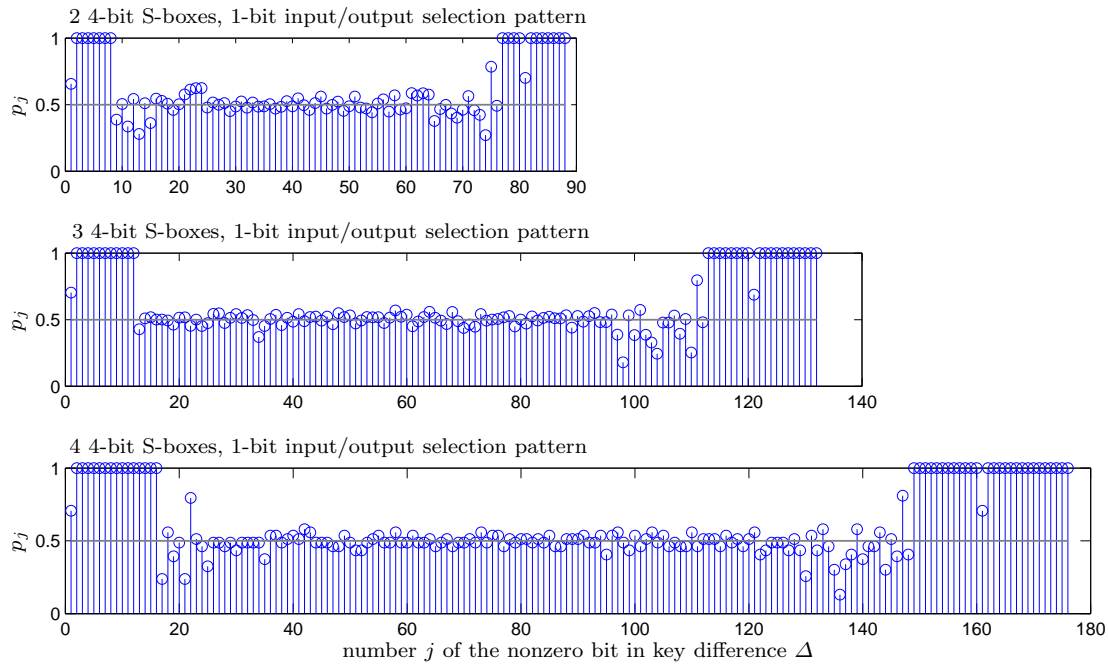 2 4-bit S-boxes, 1-bit input/output selection pattern
1
0.5
0
p_j
0 10 20 30 40 50 60 70 80 90
3 4-bit S-boxes, 1-bit input/output selection pattern
1
0.5
0
p_j
0 20 40 60 80 100 120 140
4 4-bit S-boxes, 1-bit input/output selection pattern
1
0.5
0
p_j
0 20 40 60 80 100 120 140 160 180
number j of the nonzero bit in key difference Δ